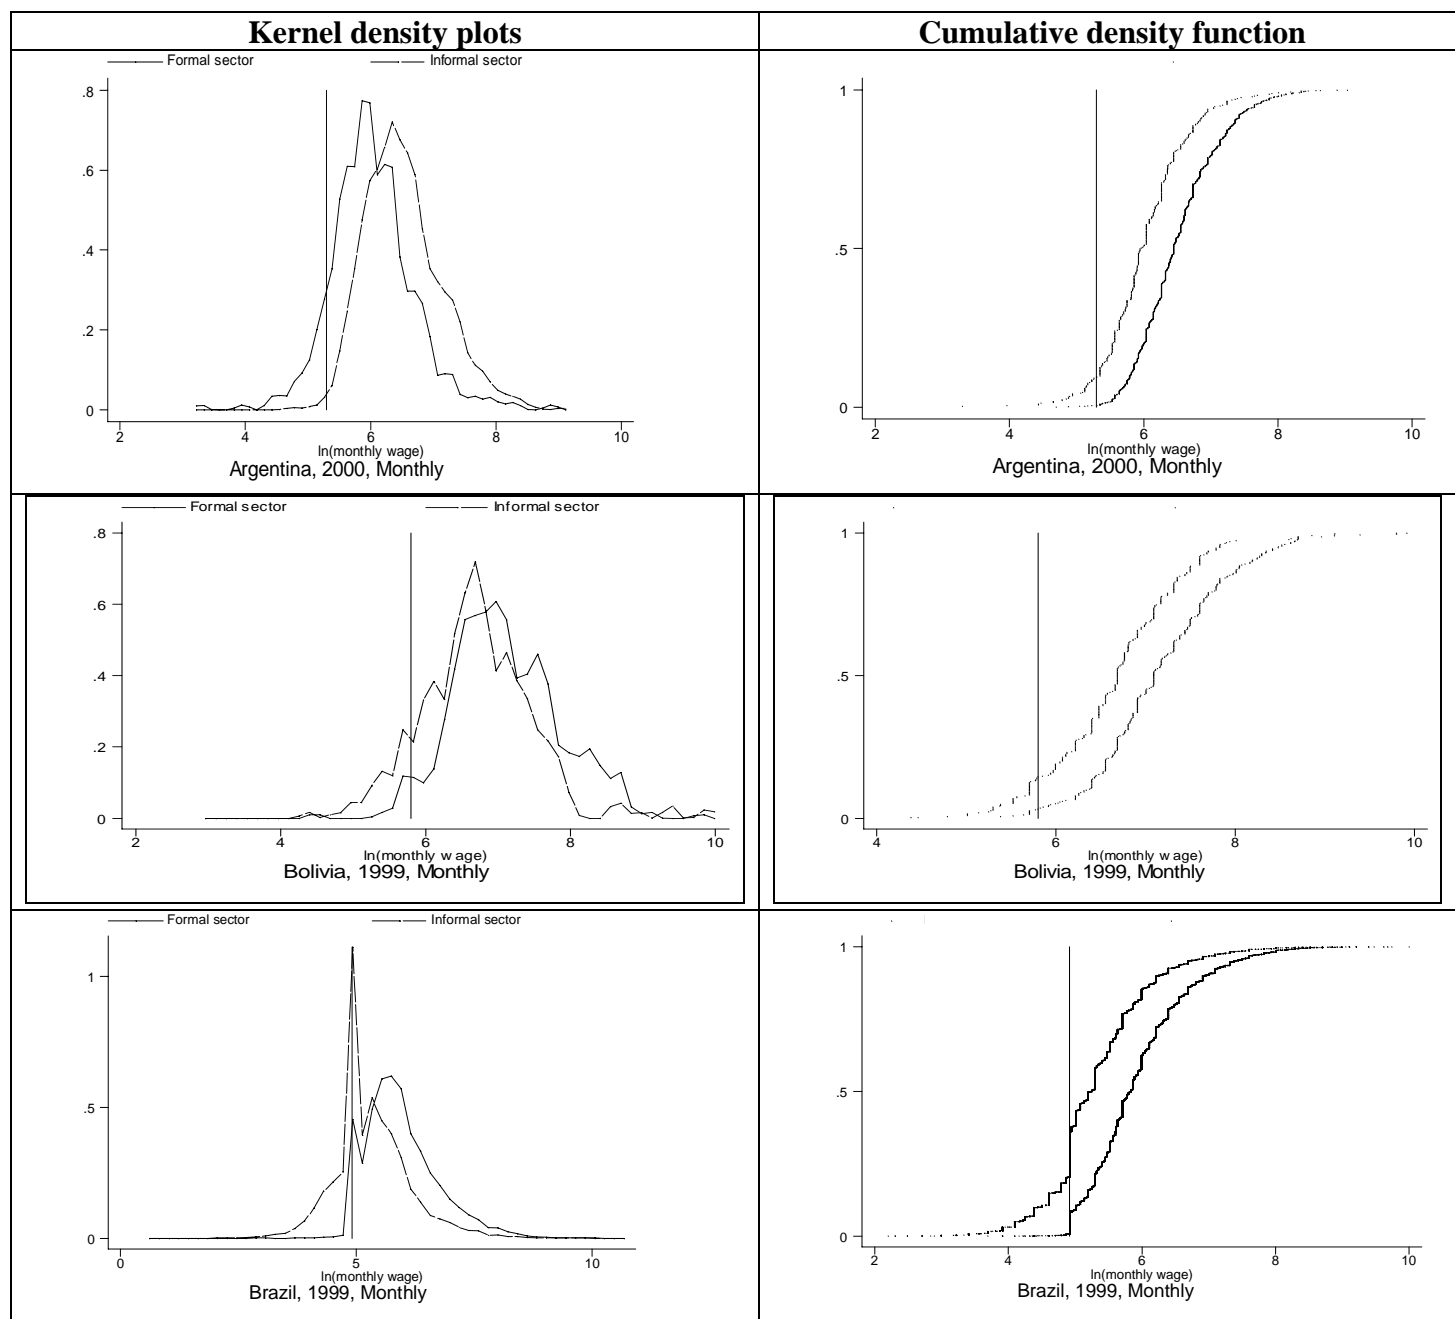 Kernel density plots
Cumulative density function
Formal sector Informal sector
.8
.6
.4
.2
0
2 4 6 8 10
ln(monthly wage)
Argentina, 2000, Monthly
1
.5
0
2 4 6 8 10
ln(monthly wage)
Argentina, 2000, Monthly
Formal sector Informal sector
.8
.6
.4
.2
0
2 4 6 8 10
ln(monthly w age)
Bolivia, 1999, Monthly
1
.5
0
4 6 8 10
ln(monthly wage)
Bolivia, 1999, Monthly
Formal sector Informal sector
1
.5
0
0 5 10
ln(monthly wage)
Brazil, 1999, Monthly
1
.5
0
2 4 6 8 10
ln(monthly wage)
Brazil, 1999, Monthly